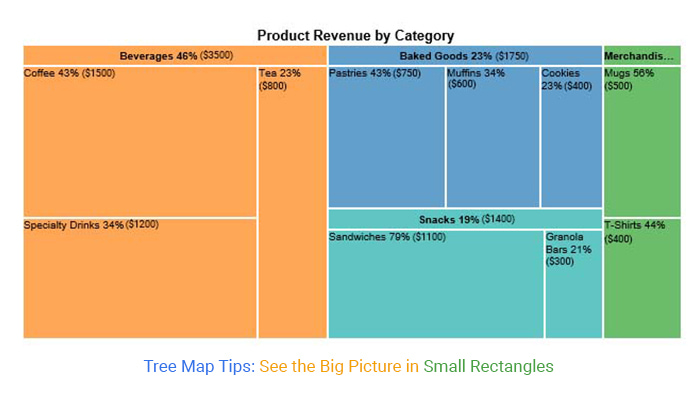 Product Revenue by Category
Beverages 46% ($3500)
Coffee 43% ($1500)
Tea 23%
($800)
Specialty Drinks 34% ($1200)
Baked Goods 23% ($1750)
Pastries 43% ($750)
Muffins 34%
($600)
Cookies
23% ($400)
Snacks 19% ($1400)
Sandwiches 79% ($1100)
Granola
Bars 21%
($300)
Merchandis...
Mugs 56%
($500)
T-Shirts 44%
($400)
Tree Map Tips: See the Big Picture in Small Rectangles